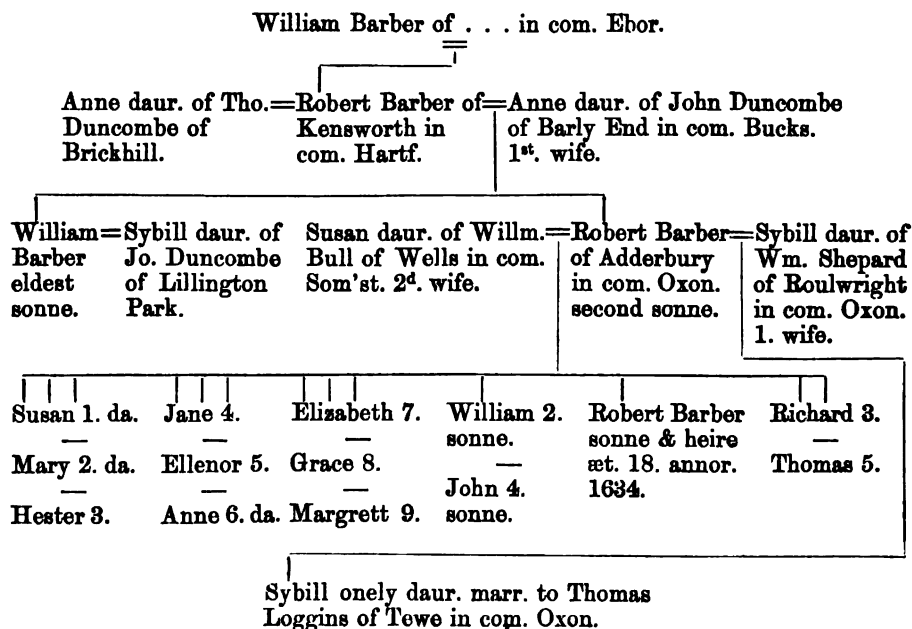 William Barber of . . . in com. Ebor.
Anne daur. of Tho.=Robert Barber of=Anne daur. of John Duncombe
Duncombe of Kensworth in of Barly End in com. Bucks.
Brickhill. com. Hartf. 1st. wife.
William=Sybill daur. of Susan daur. of Willm.=Robert Barber=Sybill daur. of
Barber Jo. Duncombe Bull of Wells in com. of Adderbury Wm. Shepard
eldest of Lillington Som'st. 2d. wife. in com. Oxon. of Roulwright
sonne. Park. second sonne. in com. Oxon.
1. wife.
Susan 1. da. Jane 4. Elizabeth 7. William 2. Robert Barber Richard 3.
— — — sonne. sonne & heire —
Mary 2. da. Ellenor 5. Grace 8. — æt. 18. annor. Thomas 5.
— — — John 4. 1634.
Hester 3. Anne 6. da. Margrett 9. sonne.
Sybill onely daur. marr. to Thomas
Loggins of Tewe in com. Oxon.